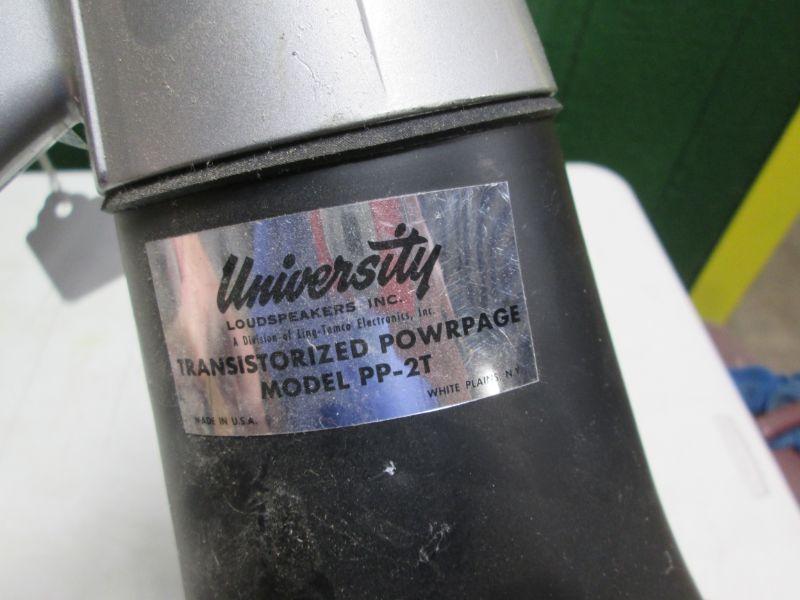 University
LOUDSPEAKERS INC.
A Division of Ling-Temco Electronics, Inc.
TRANSISTORIZED POWRPAGE
MODEL PP-2T
MADE IN U.S.A.
WHITE PLAINS, N.Y.